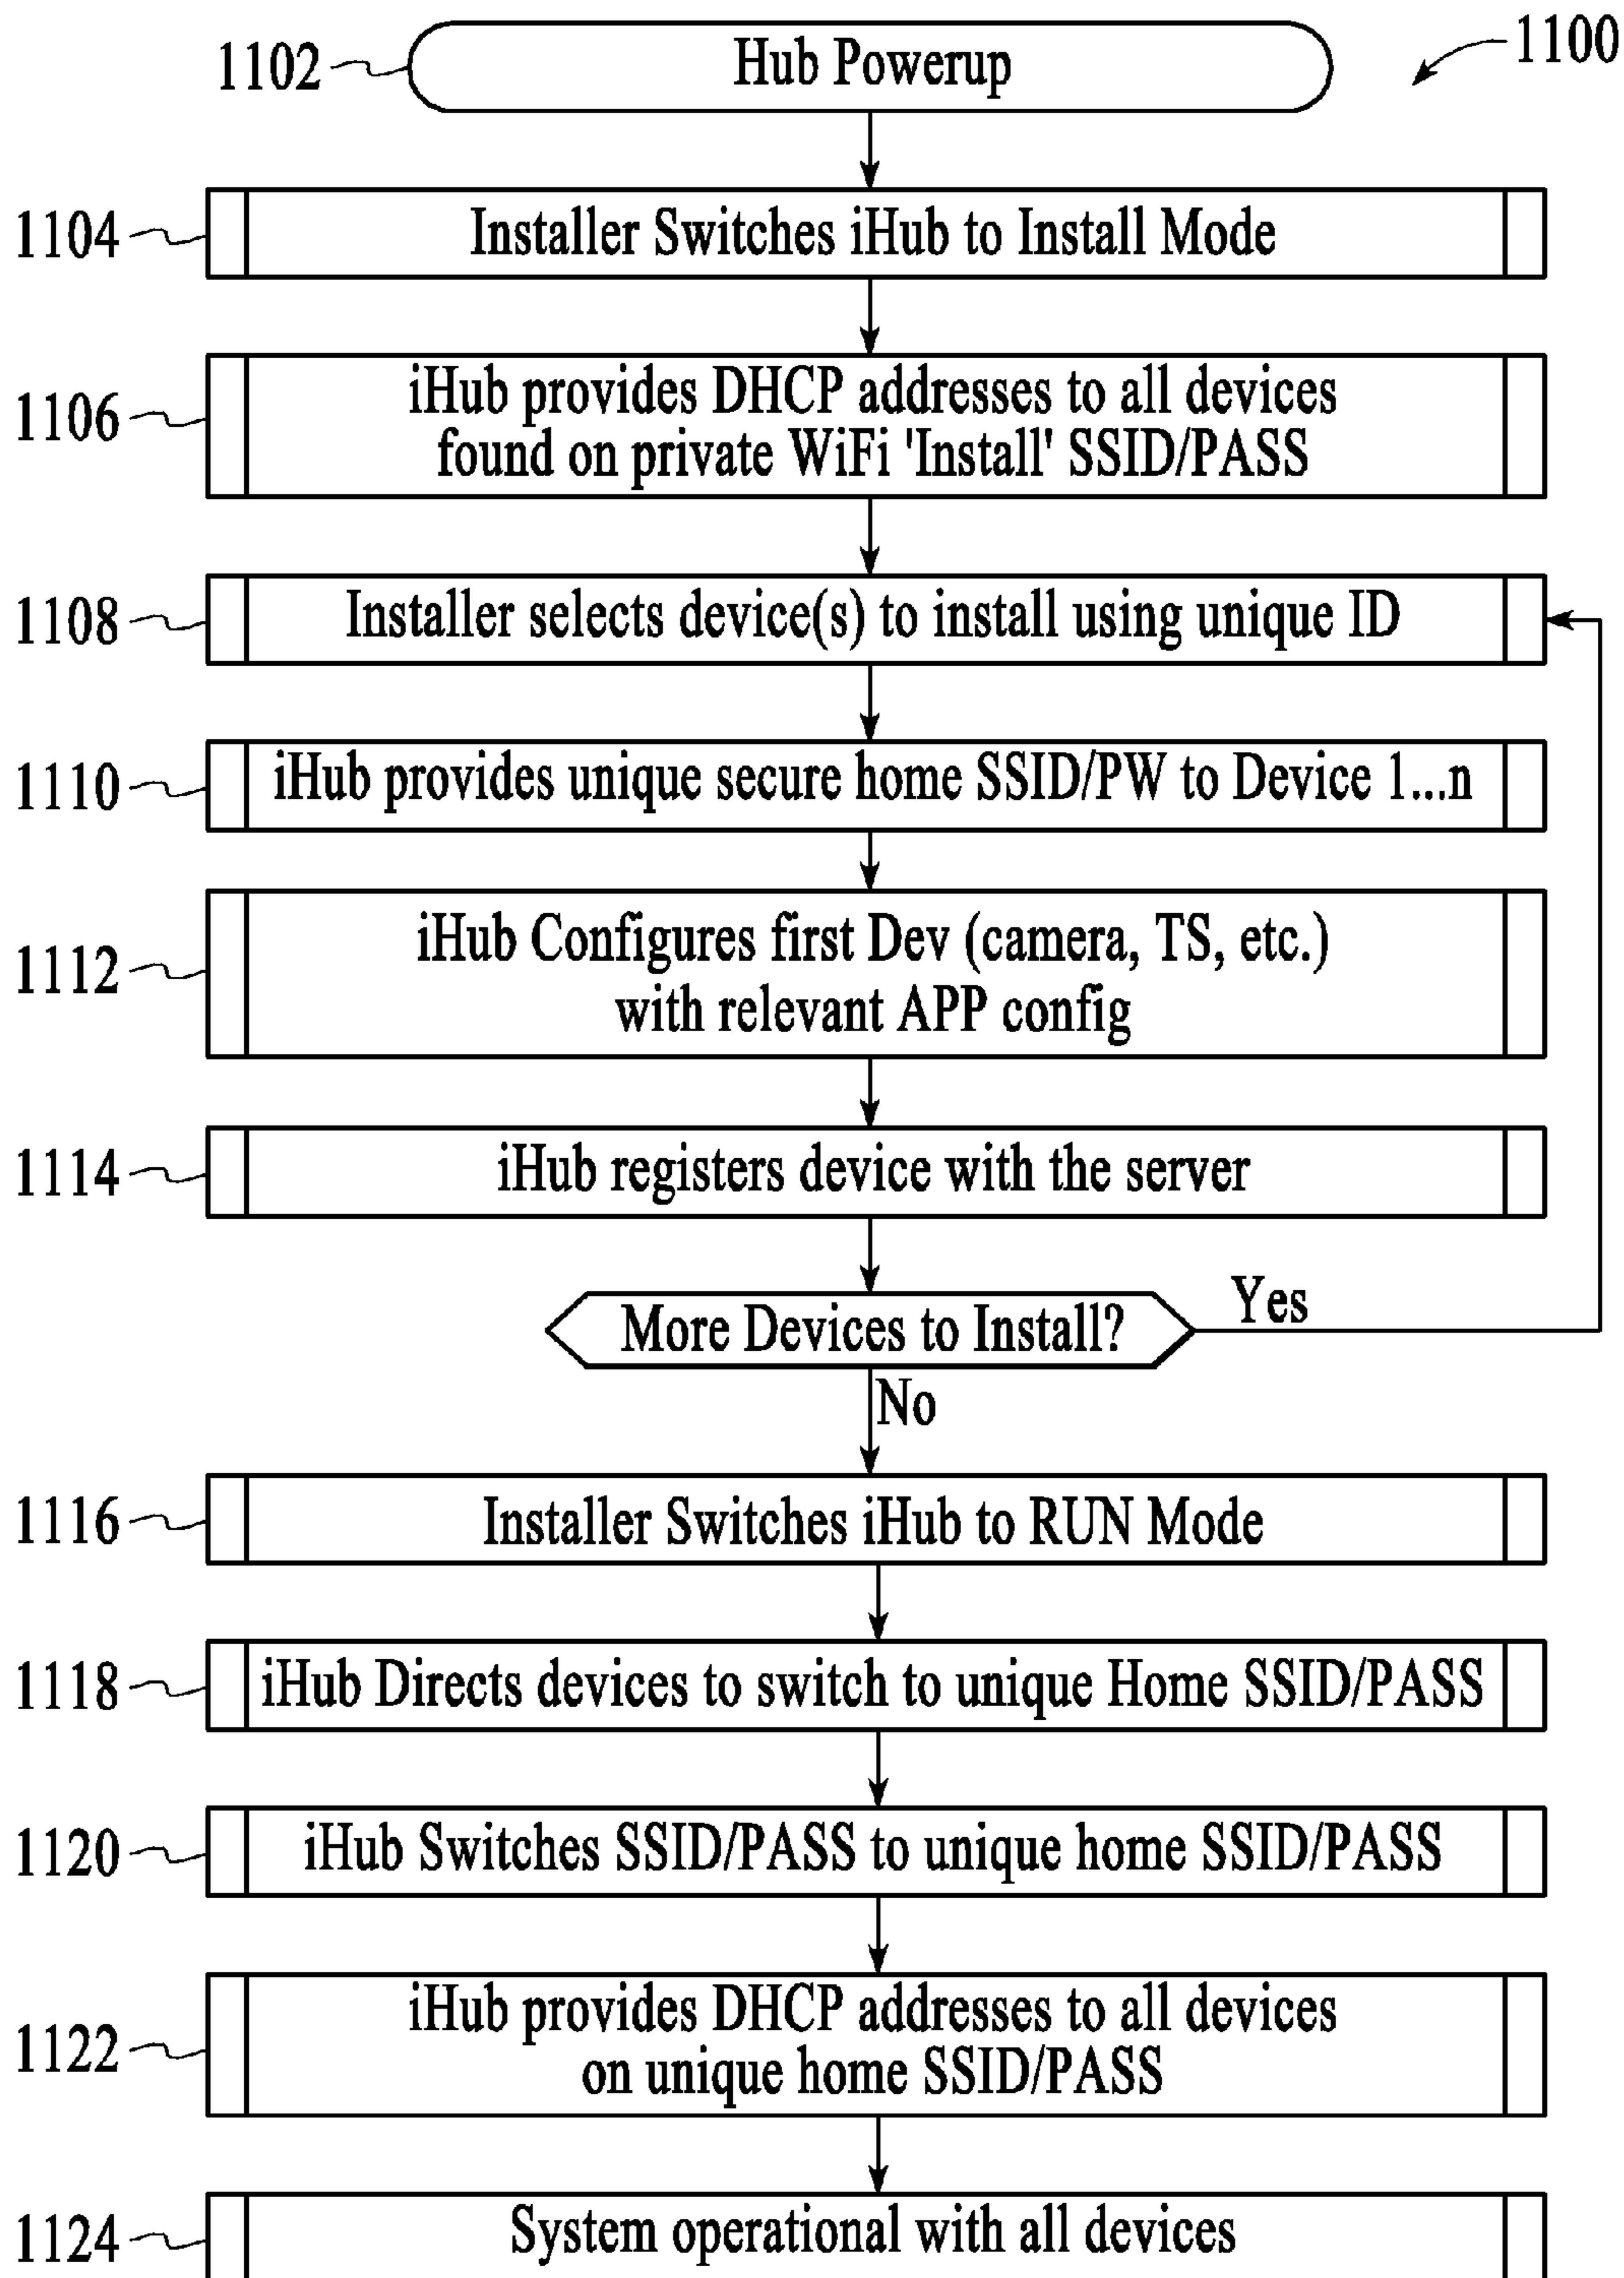 1102
Hub Powerup
1100
1104
Installer Switches iHub to Install Mode
1106
iHub provides DHCP addresses to all devices
found on private WiFi 'Install' SSID/PASS
1108
Installer selects device(s) to install using unique ID
1110
iHub provides unique secure home SSID/PW to Device 1...n
1112
iHub Configures first Dev (camera, TS, etc.)
with relevant APP config
1114
iHub registers device with the server
More Devices to Install?
Yes
No
1116
Installer Switches iHub to RUN Mode
1118
iHub Directs devices to switch to unique Home SSID/PASS
1120
iHub Switches SSID/PASS to unique home SSID/PASS
1122
iHub provides DHCP addresses to all devices
on unique home SSID/PASS
1124
System operational with all devices